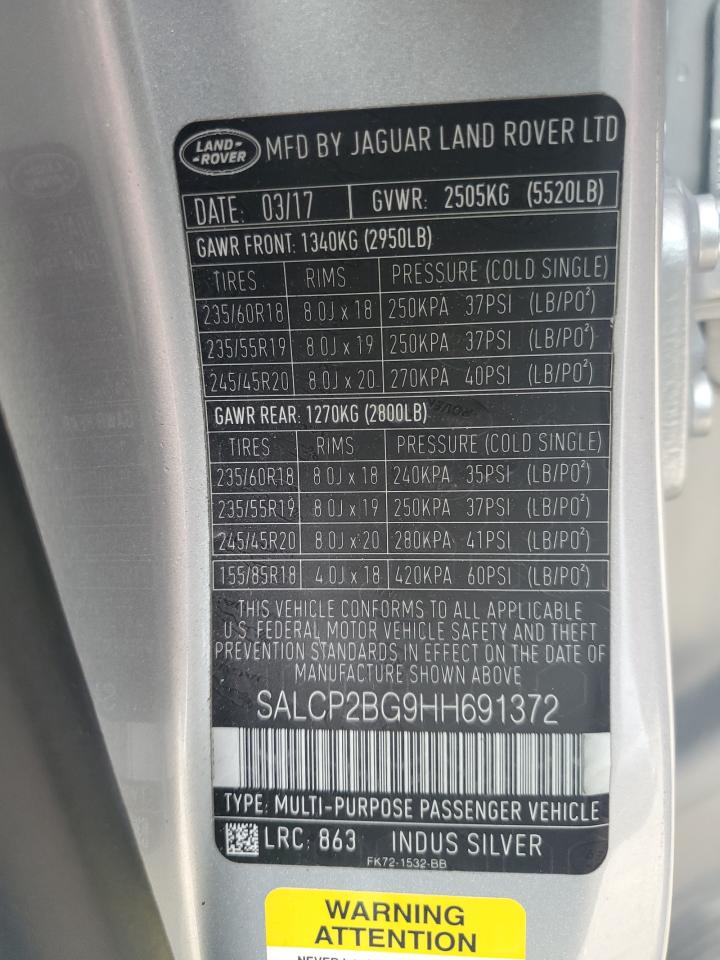 LAND-
-ROVER
MFD BY JAGUAR LAND ROVER LTD
DATE: 03/17 GVWR: 2505KG (5520LB)
GAWR FRONT: 1340KG (2950LB)
TIRES RIMS PRESSURE (COLD SINGLE)
235/60R18 8.0J x 18 250KPA 37PSI (LB/PO²)
235/55R19 8.0J x 19 250KPA 37PSI (LB/PO²)
245/45R20 8.0J x 20 270KPA 40PSI (LB/PO²)
GAWR REAR: 1270KG (2800LB)
TIRES RIMS PRESSURE (COLD SINGLE)
235/60R18 8.0J x 18 240KPA 35PSI (LB/PO²)
235/55R19 8.0J x 19 250KPA 37PSI (LB/PO²)
245/45R20 8.0J x 20 280KPA 41PSI (LB/PO²)
155/85R18 4.0J x 18 420KPA 60PSI (LB/PO²)
THIS VEHICLE CONFORMS TO ALL APPLICABLE
U.S. FEDERAL MOTOR VEHICLE SAFETY AND THEFT
PREVENTION STANDARDS IN EFFECT ON THE DATE OF
MANUFACTURE SHOWN ABOVE
SALCP2BG9HH691372
TYPE: MULTI-PURPOSE PASSENGER VEHICLE
LRC: 863 INDUS SILVER
FK72-1532-BB
WARNING
ATTENTION